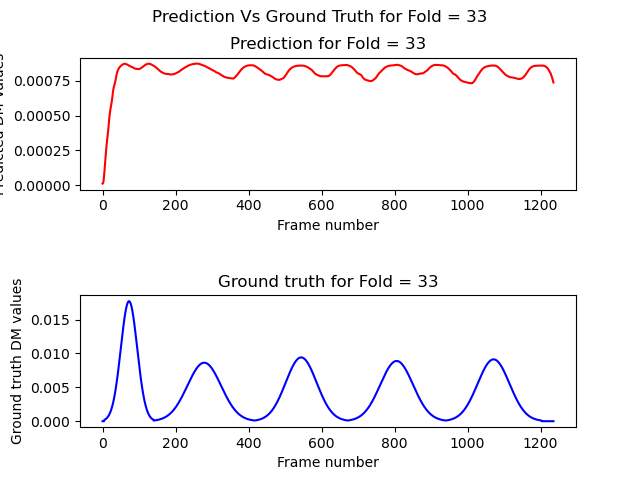 Prediction Vs Ground Truth for Fold = 33
Prediction for Fold = 33
Predicted DM values
0.00075
0.00050
0.00025
0.00000
0 200 400 600 800 1000 1200
Frame number
Ground truth for Fold = 33
Ground truth DM values
0.015
0.010
0.005
0.000
0 200 400 600 800 1000 1200
Frame number